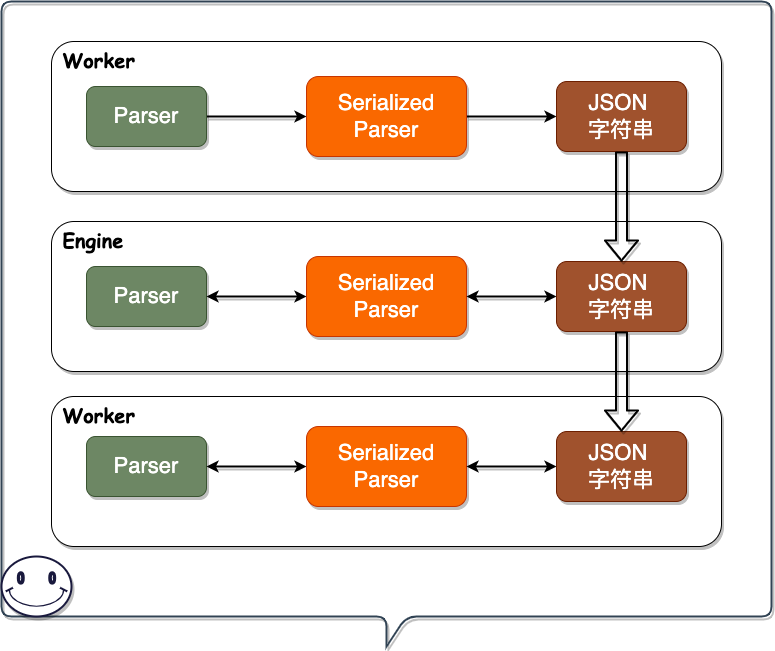 Worker
Parser
Serialized
Parser
JSON
字符串
Engine
Parser
Serialized
Parser
JSON
字符串
Worker
Parser
Serialized
Parser
JSON
字符串